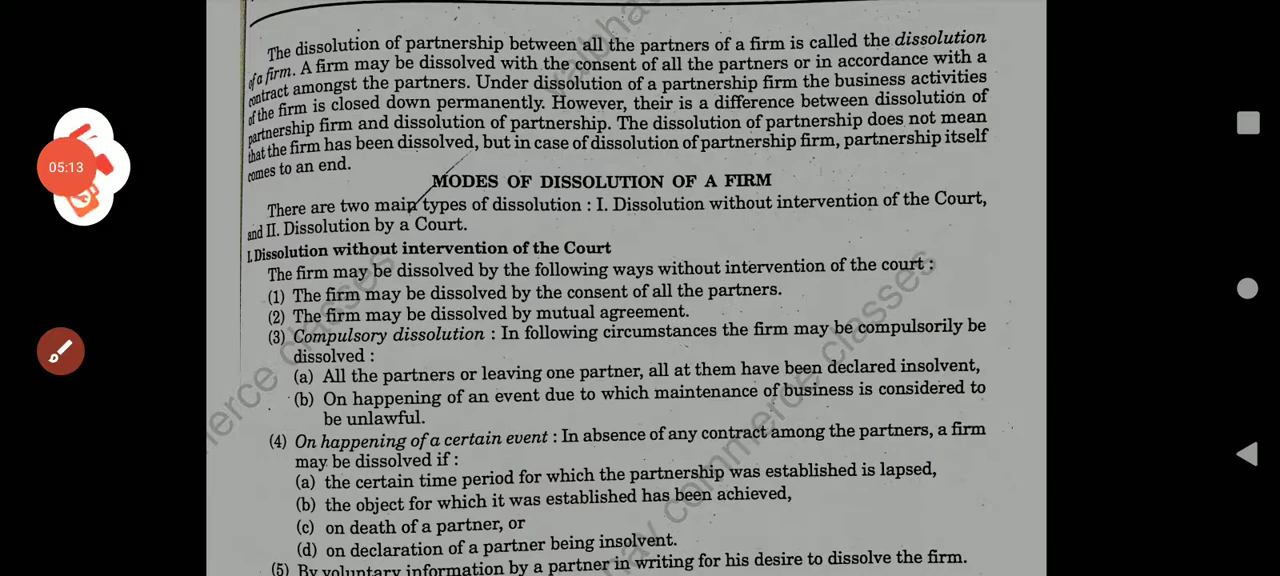 The dissolution of partnership between all the partners of a firm is called the dissolution
of a firm. A firm may be dissolved with the consent of all the partners or in accordance with a
contract amongst the partners. Under dissolution of a partnership firm the business activities
of the firm is closed down permanently. However, their is a difference between dissolution of
partnership firm and dissolution of partnership. The dissolution of partnership does not mean
that the firm has been dissolved, but in case of dissolution of partnership firm, partnership itself
comes to an end.
MODES OF DISSOLUTION OF A FIRM
There are two main types of dissolution : I. Dissolution without intervention of the Court,
and II. Dissolution by a Court.
I. Dissolution without intervention of the Court
The firm may be dissolved by the following ways without intervention of the court :
(1) The firm may be dissolved by the consent of all the partners.
(2) The firm may be dissolved by mutual agreement.
(3) Compulsory dissolution : In following circumstances the firm may be compulsorily be
dissolved :
(a) All the partners or leaving one partner, all at them have been declared insolvent,
(b) On happening of an event due to which maintenance of business is considered to
be unlawful.
(4) On happening of a certain event : In absence of any contract among the partners, a firm
may be dissolved if :
(a) the certain time period for which the partnership was established is lapsed,
(b) the object for which it was established has been achieved,
(c) on death of a partner, or
(d) on declaration of a partner being insolvent.
(5) By voluntary information by a partner in writing for his desire to dissolve the firm.
05:13
commerce classes